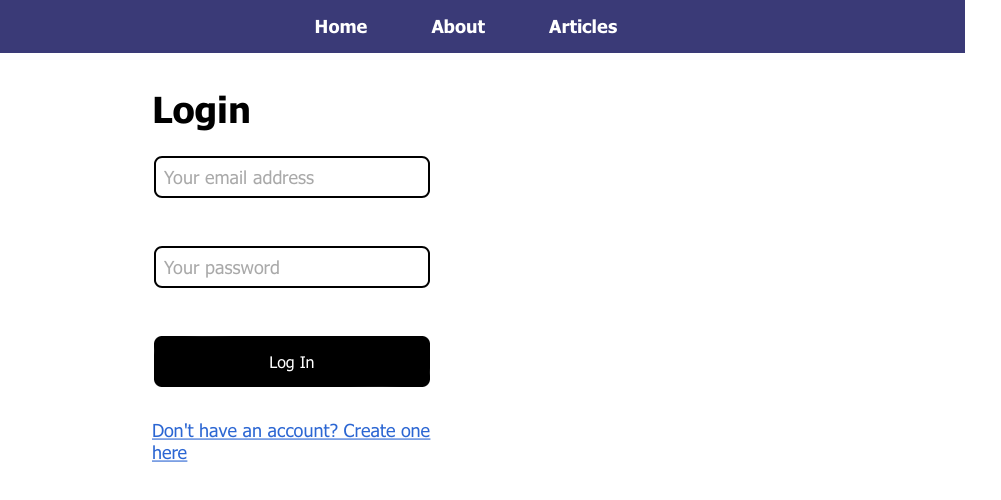 Home About Articles
Login
Your email address
Your password
Log In
Don't have an account? Create one
here